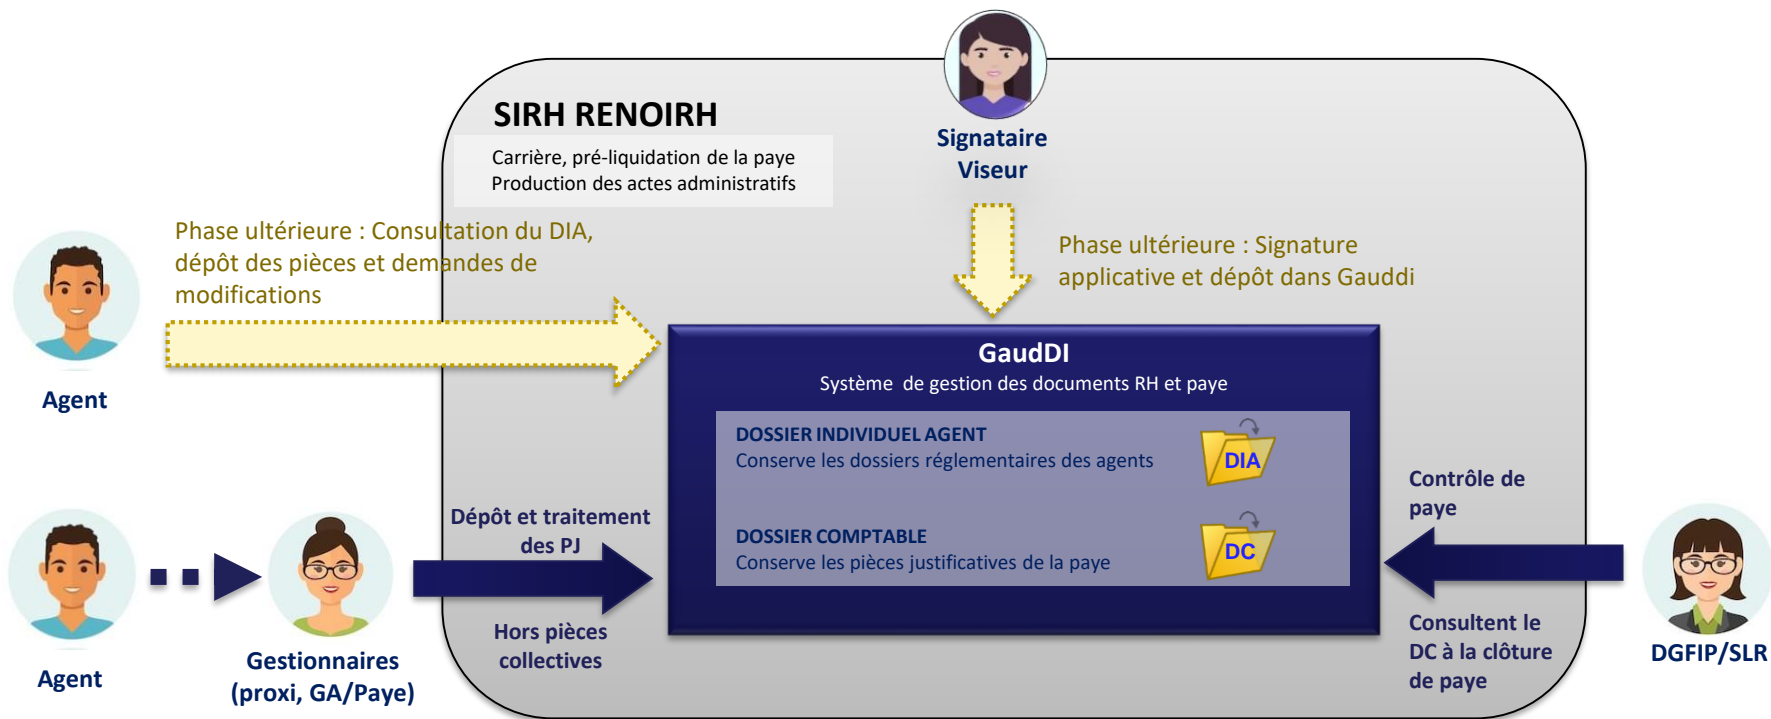 SIRH RENOIRH
Carrière, pré-liquidation de la paye
Production des actes administratifs
Signataire
Viseur
Phase ultérieure : Consultation du DIA,
dépôt des pièces et demandes de
modifications
Phase ultérieure : Signature
applicative et dépôt dans Gauddi
Agent
GaudDI
Système de gestion des documents RH et paye
DOSSIER INDIVIDUEL AGENT
Conserve les dossiers réglementaires des agents
DIA
DOSSIER COMPTABLE
Conserve les pièces justificatives de la paye
DC
Dépôt et traitement
des PJ
Hors pièces
collectives
Agent
Gestionnaires
(proxi, GA/Paye)
Contrôle de
paye
Consultent le
DC à la clôture
de paye
DGFIP/SLR